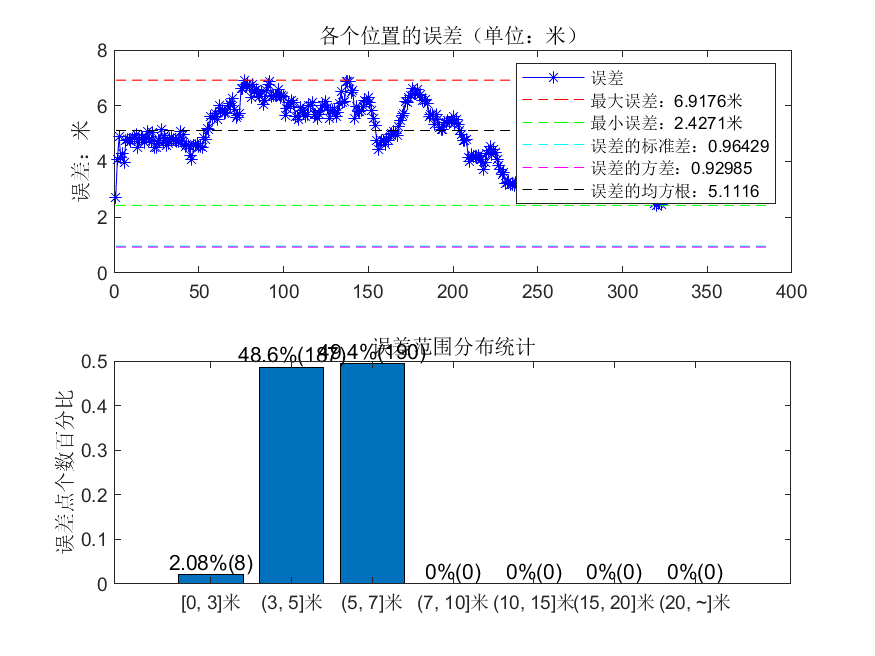 各个位置的误差（单位：米）
误差：米
8
6
4
2
0
0 50 100 150 200 250 300 350 400
误差
最大误差：6.9176米
最小误差：2.4271米
误差的标准差：0.96429
误差的方差：0.92985
误差的均方根：5.1116
误差范围分布统计
误差点个数百分比
0.5
0.4
0.3
0.2
0.1
0
2.08%(8) 48.6%(187) 49.4%(190) 0%(0) 0%(0) 0%(0) 0%(0)
[0, 3]米 (3, 5]米 (5, 7]米 (7, 10]米 (10, 15]米 (15, 20]米 (20, ~]米